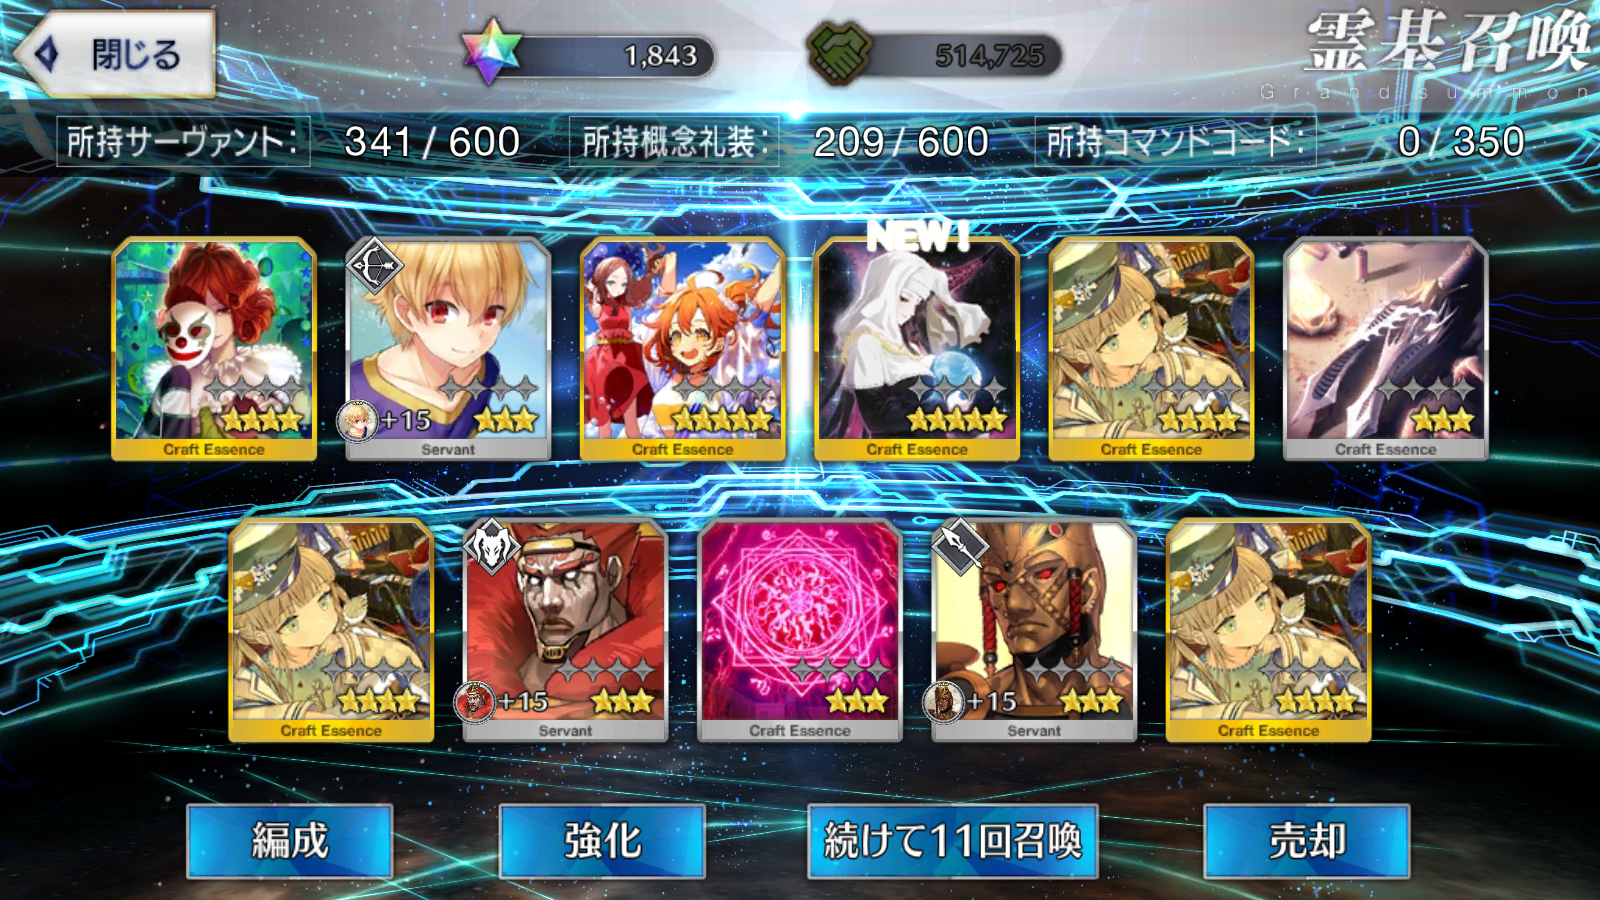 閉じる
1,843
514,725
霊基召喚
Grand summon
所持サーヴァント: 341 / 600
所持概念礼装: 209 / 600
所持コマンドコード: 0 / 350
NEW!
Craft Essence
+15
Servant
Craft Essence
Craft Essence
Craft Essence
Craft Essence
Craft Essence
+15
Servant
Craft Essence
+15
Servant
Craft Essence
編成
強化
続けて11回召喚
売却